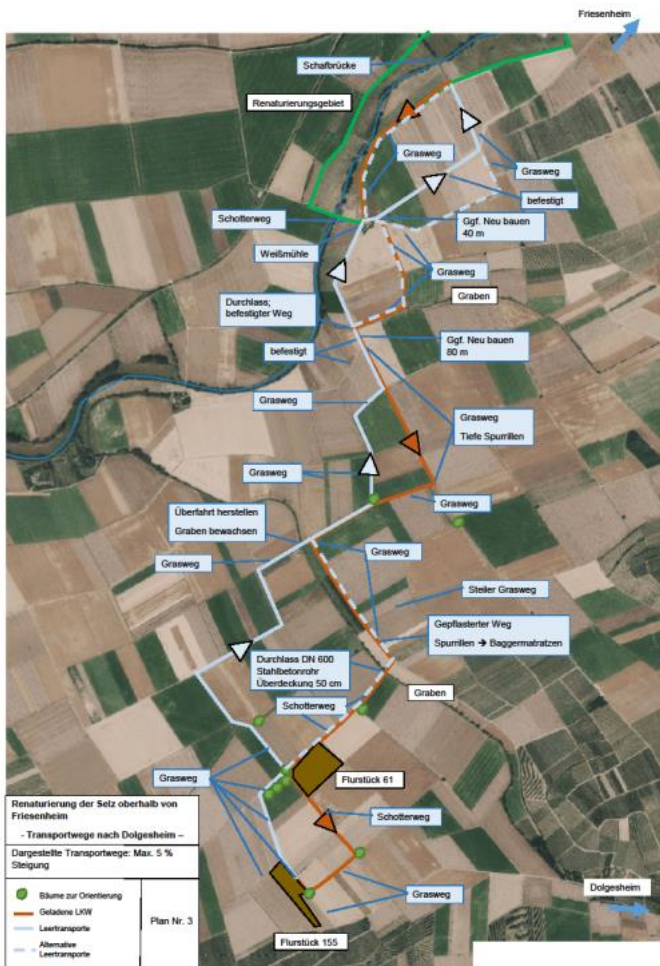 Friesenheim
Schafbrücke
Renaturierungsgebiet
Grasweg
Grasweg
befestigt
Schotterweg
Ggf. Neu bauen
40 m
Weißmühle
Grasweg
Graben
Durchlass;
befestigter Weg
befestigt
Ggf. Neu bauen
80 m
Grasweg
Grasweg
Tiefe Spurrillen
Grasweg
Grasweg
Überfahrt herstellen
Graben bewachsen
Grasweg
Grasweg
Steiler Grasweg
Gepflasterter Weg
Spurrillen → Baggermatratzen
Durchlass DN 600
Stahlbetonrohr
Überdeckung 50 cm
Graben
Schotterweg
Grasweg
Flurstück 61
Schotterweg
Grasweg
Dolgesheim
Flurstück 155
Renaturierung der Selz oberhalb von
Friesenheim
- Transportwege nach Dolgesheim –
Dargestellte Transportwege: Max. 5 %
Steigung
Bäume zur Orientierung
Geladene LKW
Leertransporte
Alternative
Leertransporte
Plan Nr. 3